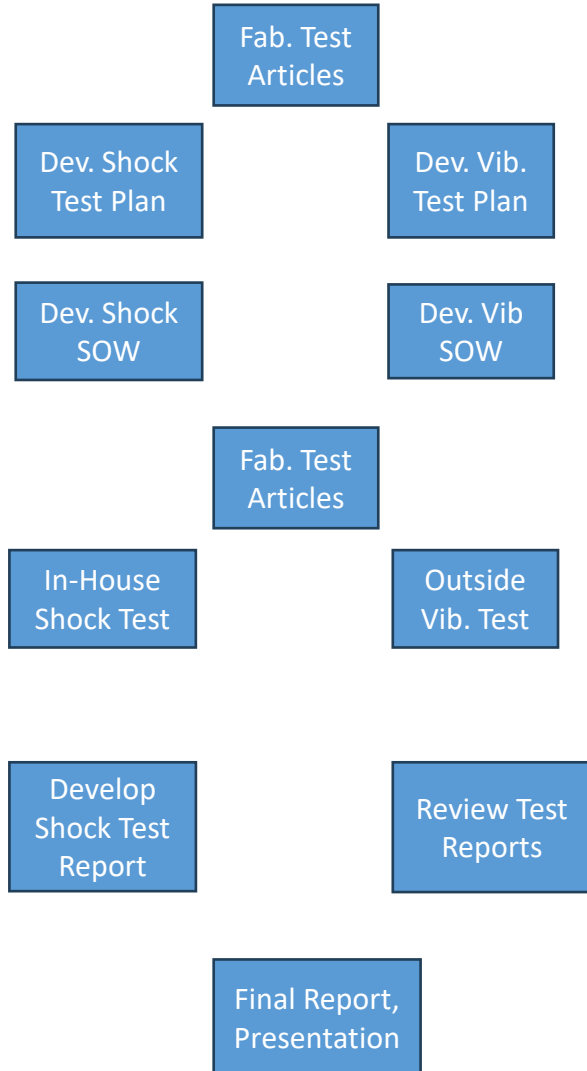 Fab. Test
Articles
Dev. Shock
Test Plan
Dev. Vib.
Test Plan
Dev. Shock
SOW
Dev. Vib
SOW
Fab. Test
Articles
In-House
Shock Test
Outside
Vib. Test
Develop
Shock Test
Report
Review Test
Reports
Final Report,
Presentation